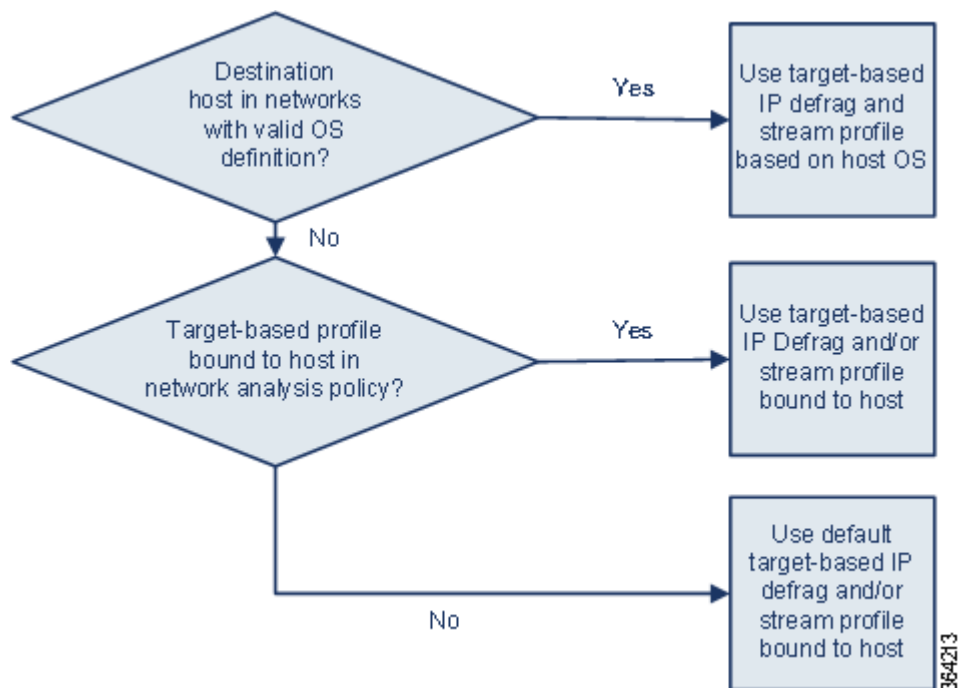 Destination
host in networks
with valid OS
definition?
Yes
Use target-based
IP defrag and
stream profile
based on host OS
No
Target-based profile
bound to host in
network analysis policy?
Yes
Use target-based
IP Defrag and/or
stream profile
bound to host
No
Use default
target-based IP
defrag and/or
stream profile
bound to host
364213